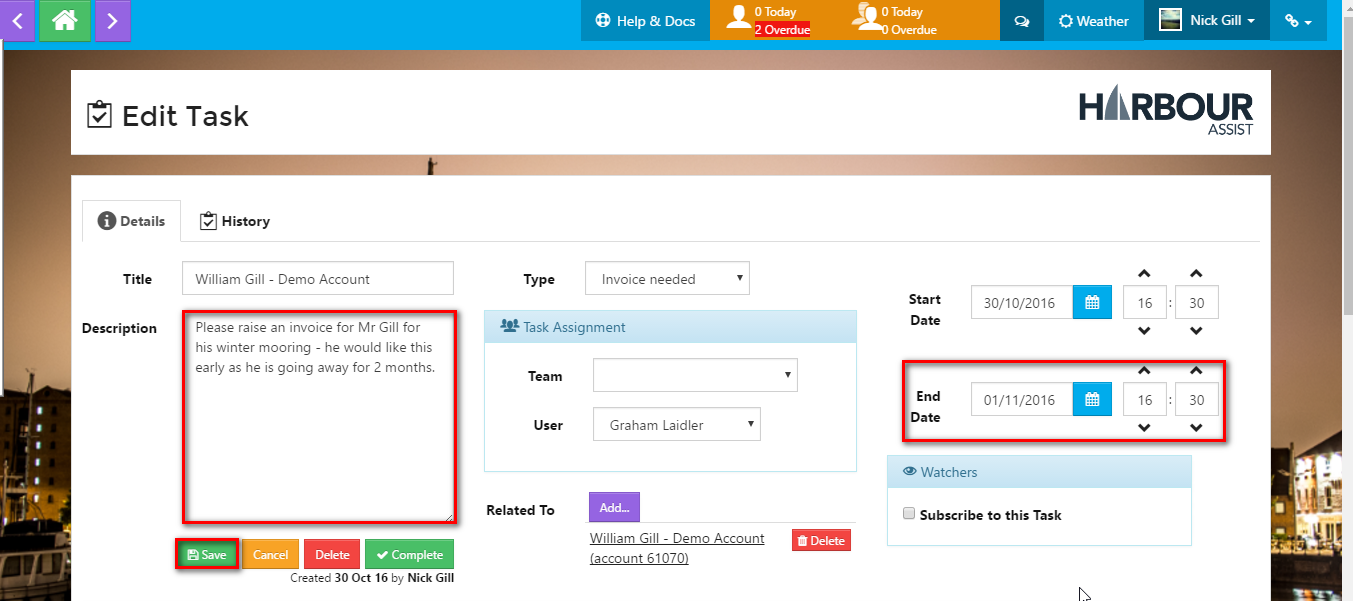 Help & Docs
0 Today
2 Overdue
0 Today
0 Overdue
Weather
Nick Gill
Edit Task
HARBOUR
ASSIST
Details
History
Title
William Gill - Demo Account
Type
Invoice needed
Start
Date
30/10/2016
16
:
30
Description
Please raise an invoice for Mr Gill for
his winter mooring - he would like this
early as he is going away for 2 months.
Task Assignment
Team
User
Graham Laidler
End
Date
01/11/2016
16
:
30
Watchers
Subscribe to this Task
Related To
Add...
William Gill - Demo Account
(account 61070)
Delete
Save
Cancel
Delete
Complete
Created 30 Oct 16 by Nick Gill